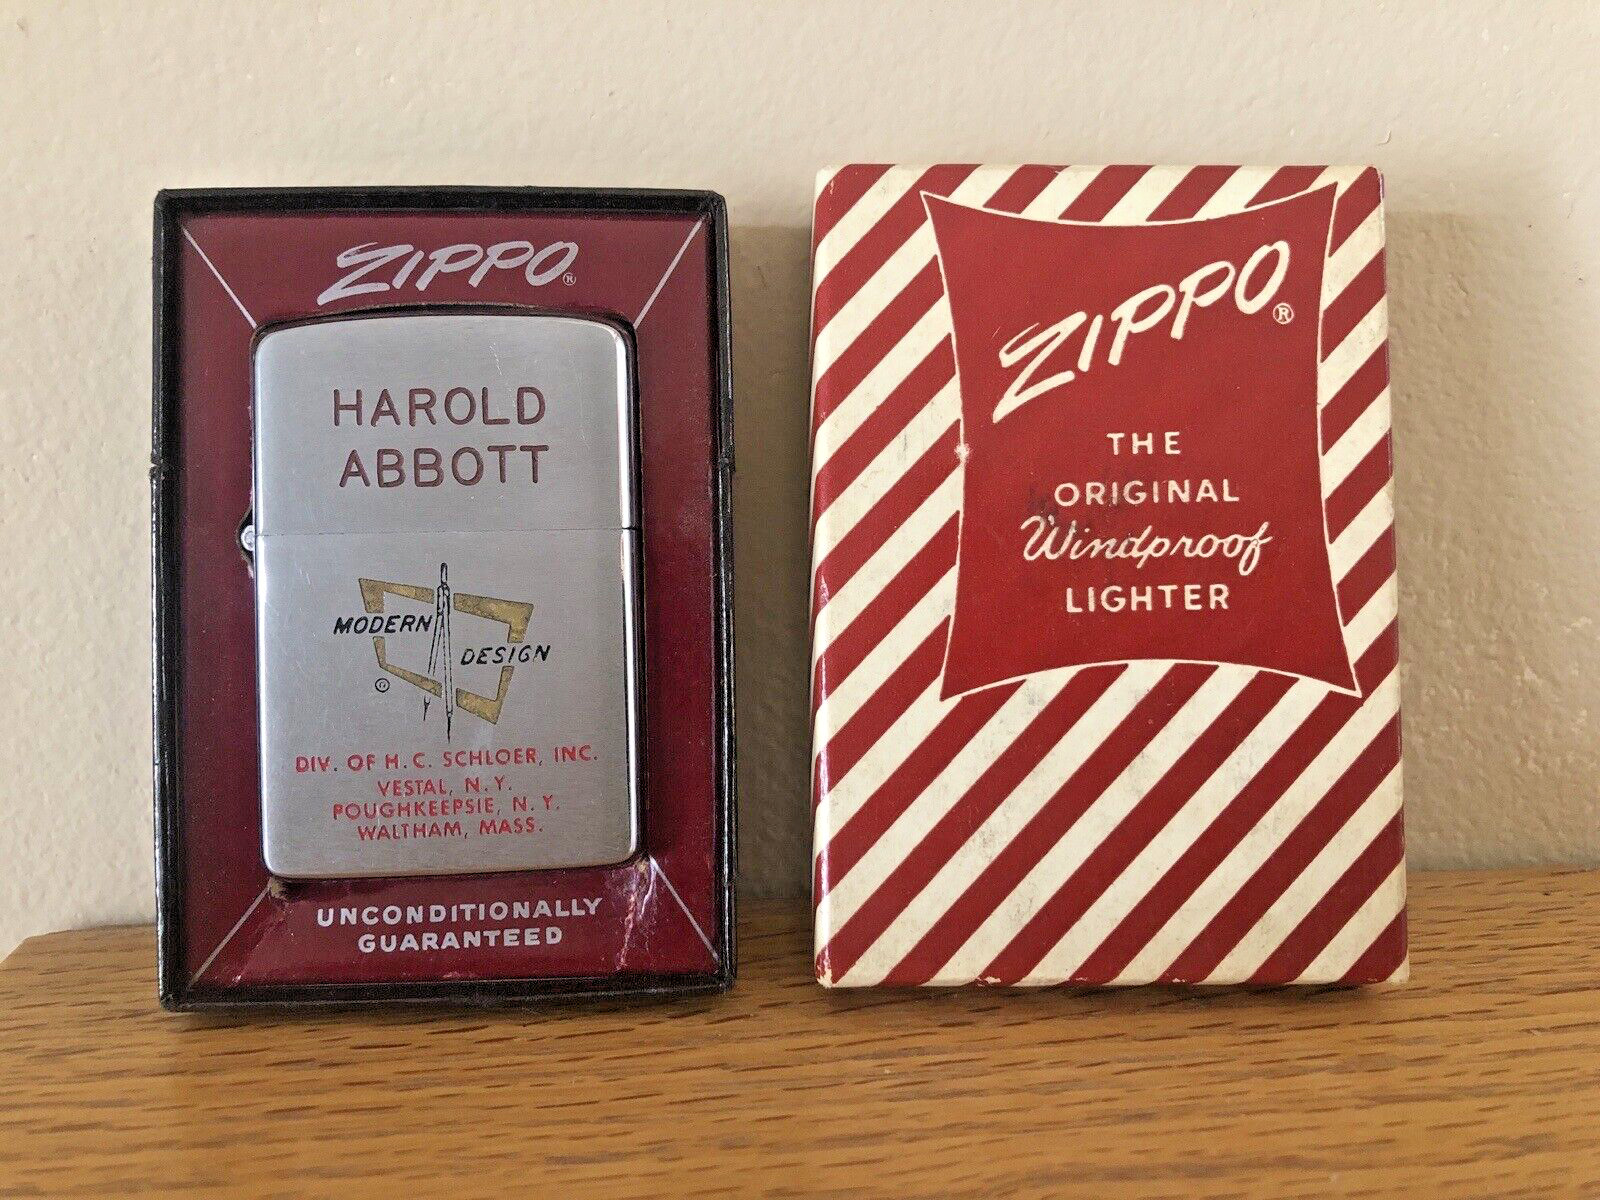 ZIPPO®
HAROLD
ABBOTT
MODERN
DESIGN
®
DIV. OF H.C. SCHLOER, INC.
VESTAL, N.Y.
POUGHKEEPSIE, N.Y.
WALTHAM, MASS.
UNCONDITIONALLY
GUARANTEED
ZIPPO®
THE
ORIGINAL
Windproof
LIGHTER